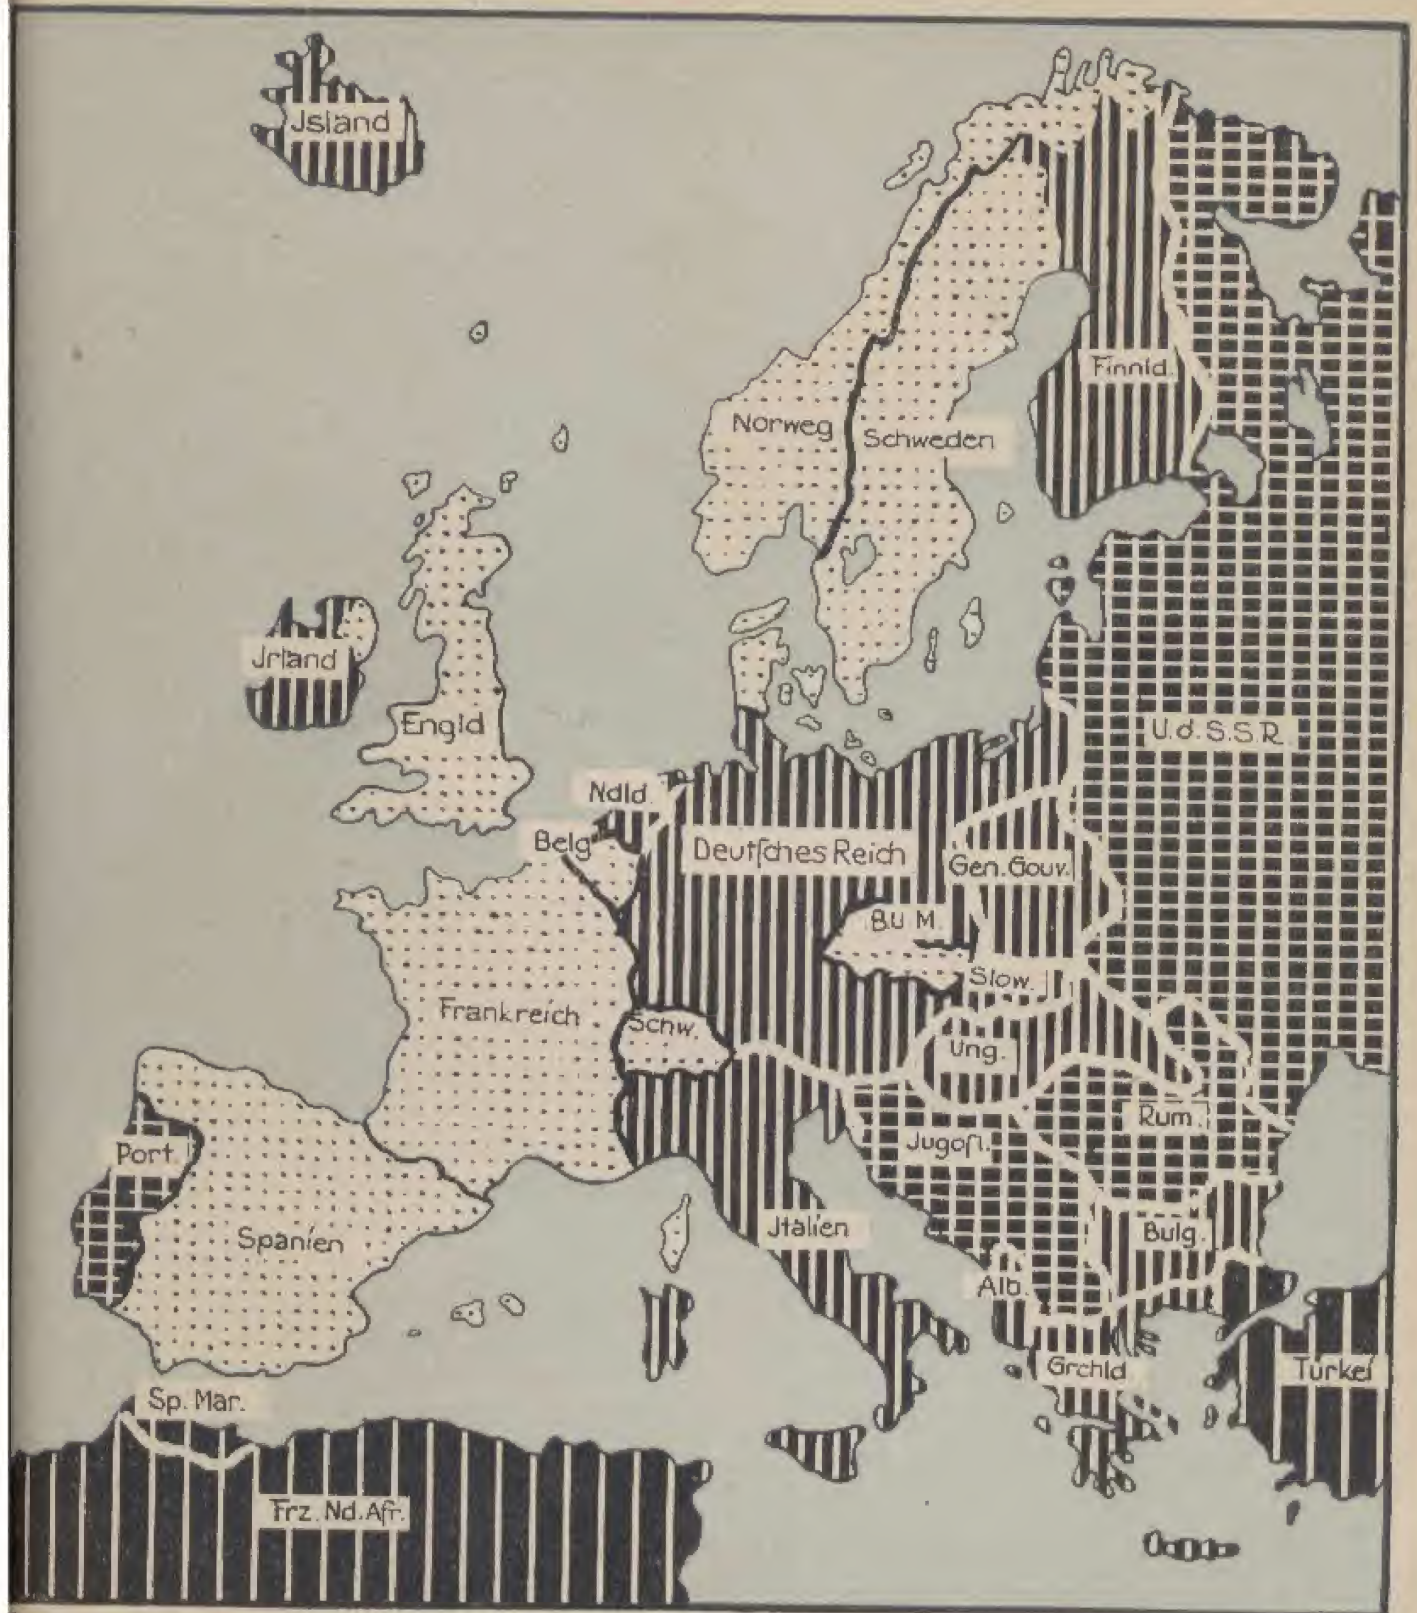 Jsland
Finnld.
Norweg
Schweden
Jrland
Engld
U.d.S.S.R.
Ndld.
Belg
Deutſches Reich
Gen. Gouv.
B.u M.
Slow.
Frankreich
Schw.
Ung.
Rum.
Jugoſl.
Port.
Spanien
Jtalien
Bulg.
Alb.
Grchld
Türkei
Sp. Mar.
Frz. Nd. Afr.